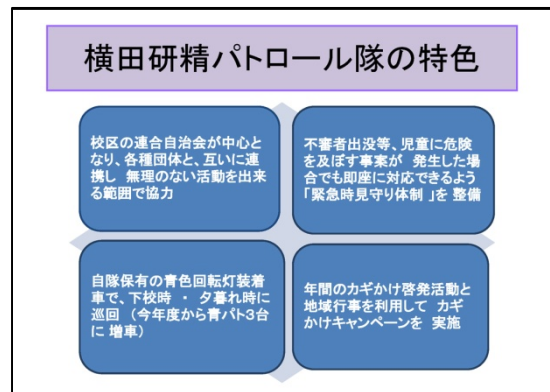 横田研精パトロール隊の特色
校区の連合自治会が中心と
なり、各種団体と、互いに連
携し 無理のない活動を出来
る範囲で協力
不審者出没等、児童に危険
を及ぼす事案が 発生した場
合でも即座に対応できるよう
「緊急時見守り体制 」を 整備
自隊保有の青色回転灯装着
車で、下校時 ・ 夕暮れ時に
巡回 (今年度から青パト3台
に 増車)
年間のカギかけ啓発活動と
地域行事を利用して カギ
かけキャンペーンを 実施